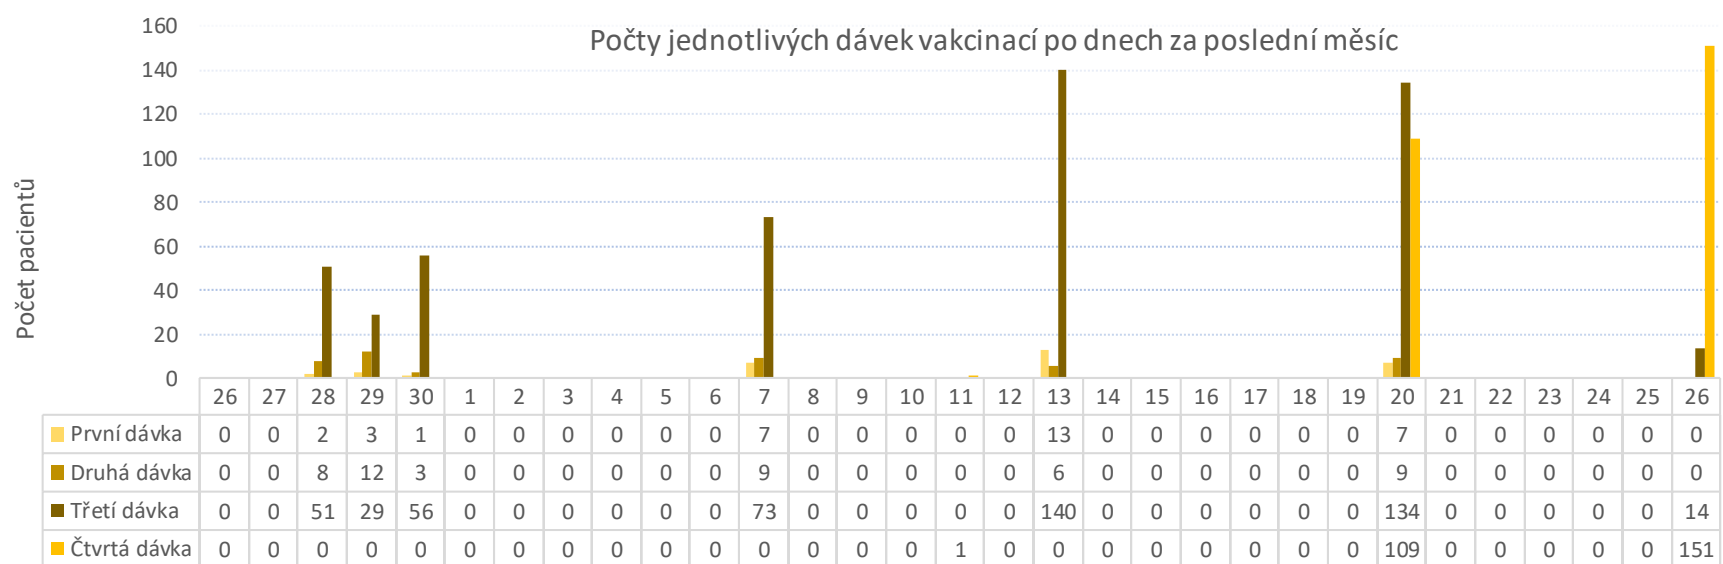 Počty jednotlivých dávek vakcinací po dnech za poslední měsíc
Počet pacientů
160
140
120
100
80
60
40
20
0
26 27 28 29 30 1 2 3 4 5 6 7 8 9 10 11 12 13 14 15 16 17 18 19 20 21 22 23 24 25 26
První dávka 0 0 2 3 1 0 0 0 0 0 0 7 0 0 0 0 0 13 0 0 0 0 0 0 7 0 0 0 0 0 0
Druhá dávka 0 0 8 12 3 0 0 0 0 0 0 9 0 0 0 0 0 6 0 0 0 0 0 0 9 0 0 0 0 0 0
Třetí dávka 0 0 51 29 56 0 0 0 0 0 0 73 0 0 0 0 0 140 0 0 0 0 0 0 134 0 0 0 0 0 14
Čtvrtá dávka 0 0 0 0 0 0 0 0 0 0 0 0 0 0 0 1 0 0 0 0 0 0 0 0 109 0 0 0 0 0 151